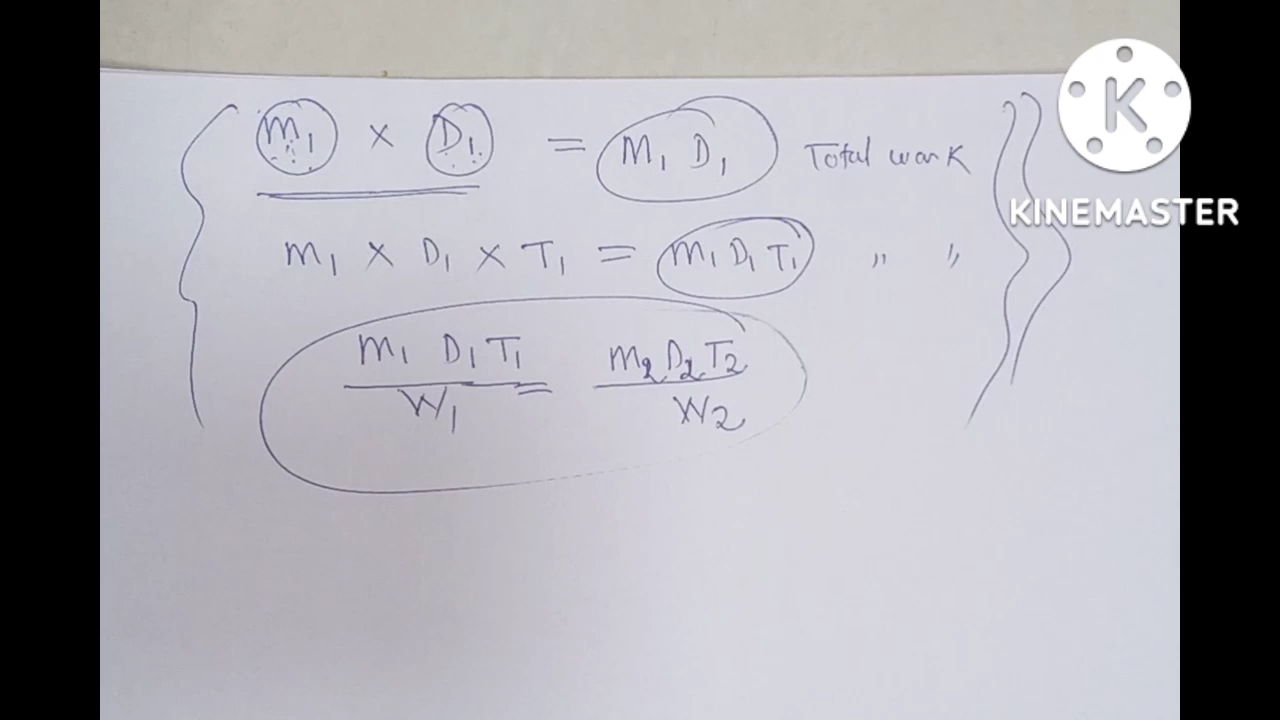 M₁ × D₁ = M₁ D₁ Total work
M₁ × D₁ × T₁ = M₁ D₁ T₁ " "
M₁ D₁ T₁ / W₁ = M₂ D₂ T₂ / W₂
KINEMASTER